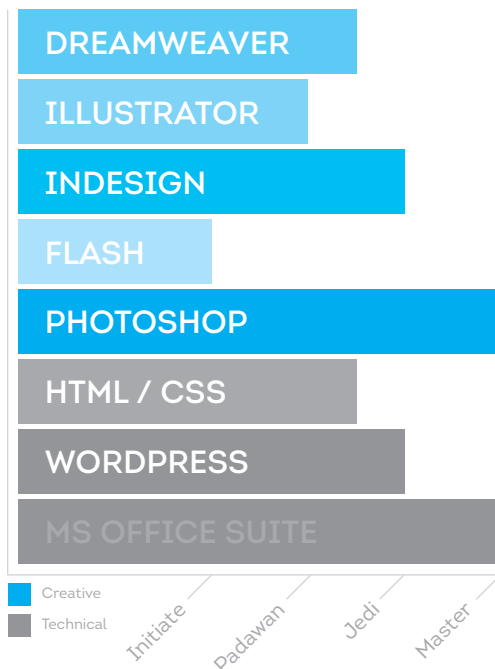 DREAMWEAVER
ILLUSTRATOR
INDESIGN
FLASH
PHOTOSHOP
HTML / CSS
WORDPRESS
MS OFFICE SUITE
Creative
Technical
Initiate
Padawan
Jedi
Master